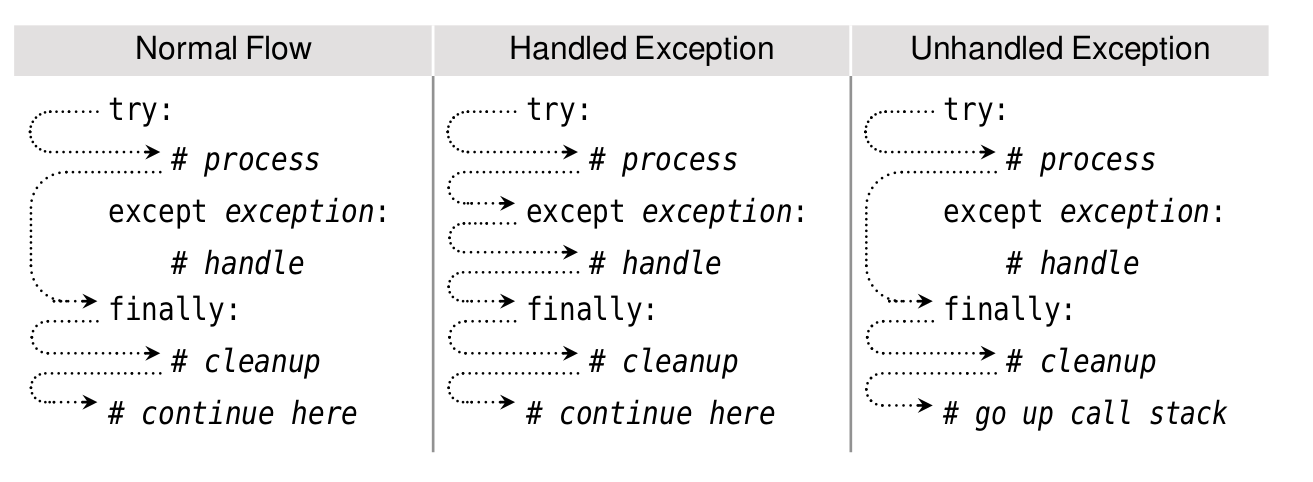 Normal Flow
try:
# process
except exception:
# handle
finally:
# cleanup
# continue here
Handled Exception
try:
# process
except exception:
# handle
finally:
# cleanup
# continue here
Unhandled Exception
try:
# process
except exception:
# handle
finally:
# cleanup
# go up call stack